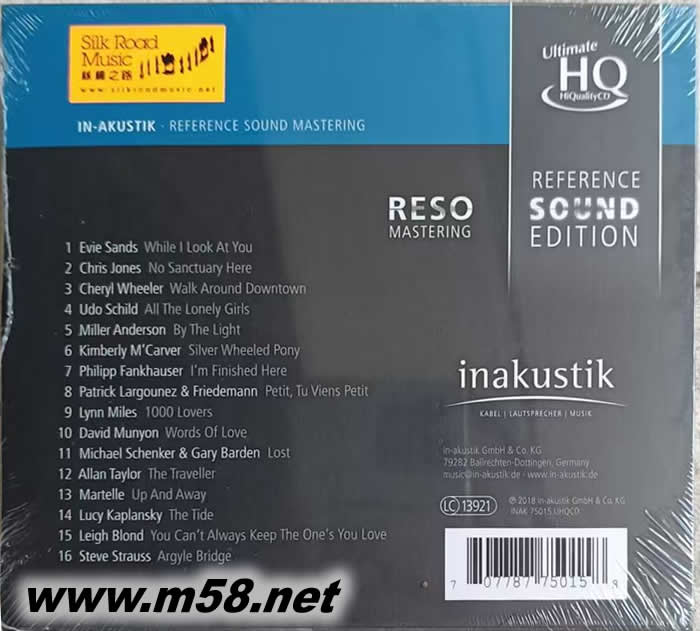 Silk Road
Music
絲綢之路
www.silkroadmusic.net
Ultimate
HQ
HiQualityCD
IN-AKUSTIK · REFERENCE SOUND MASTERING
RESO
MASTERING
REFERENCE
SOUND
EDITION
1 Evie Sands While I Look At You
2 Chris Jones No Sanctuary Here
3 Cheryl Wheeler Walk Around Downtown
4 Udo Schild All The Lonely Girls
5 Miller Anderson By The Light
6 Kimberly M'Carver Silver Wheeled Pony
7 Philipp Fankhauser I'm Finished Here
8 Patrick Largounez & Friedemann Petit, Tu Viens Petit
9 Lynn Miles 1000 Lovers
10 David Munyon Words Of Love
11 Michael Schenker & Gary Barden Lost
12 Allan Taylor The Traveller
13 Martelle Up And Away
14 Lucy Kaplansky The Tide
15 Leigh Blond You Can't Always Keep The One's You Love
16 Steve Strauss Argyle Bridge
inakustik
KABEL | LAUTSPRECHER | MUSIK
in-akustik GmbH & Co. KG
79282 Ballrechten-Dottingen, Germany
music@in-akustik.de · www.in-akustik.de
LC 13921
℗ 2018 in-akustik GmbH & Co. KG
INAK 75015 UHQCD
7 07787 75015 8
www.m58.net